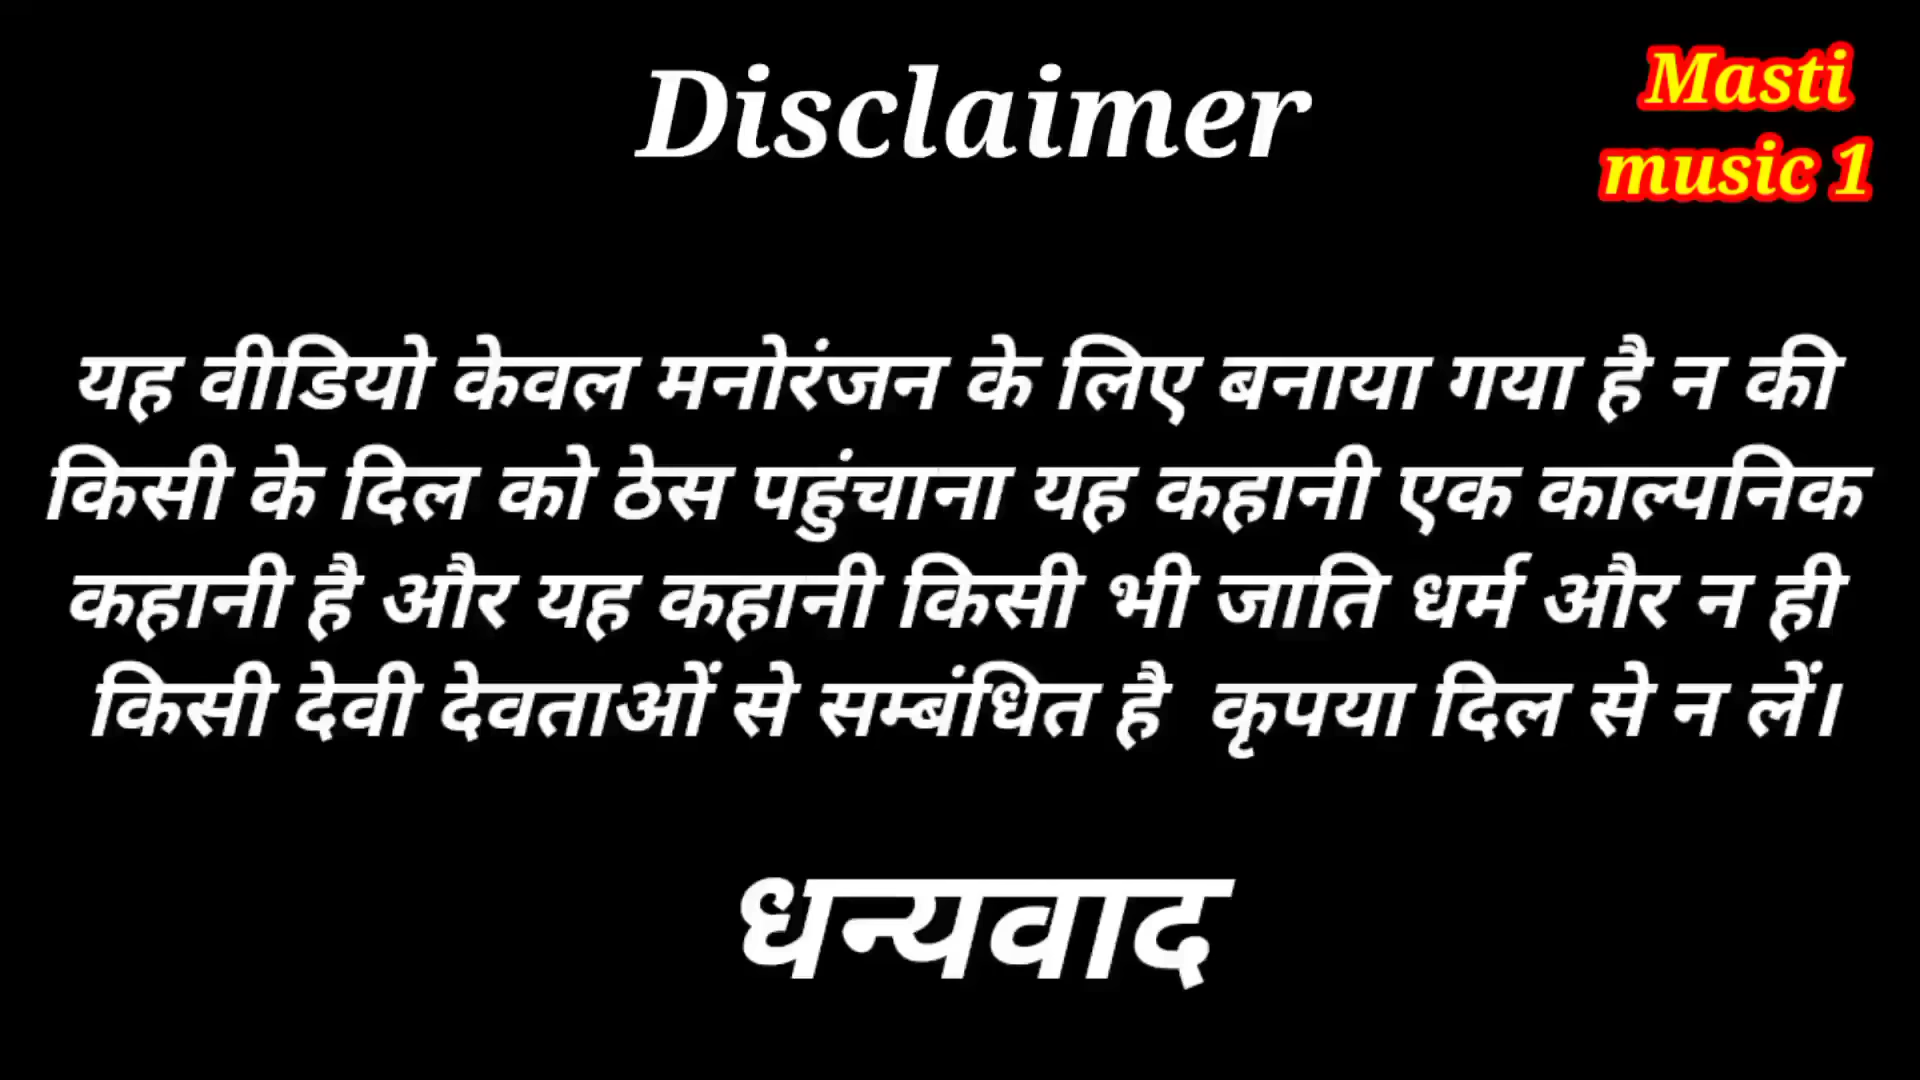 Disclaimer
Masti
music 1
यह वीडियो केवल मनोरंजन के लिए बनाया गया है न की
किसी के दिल को ठेस पहुंचाना यह कहानी एक काल्पनिक
कहानी है और यह कहानी किसी भी जाति धर्म और न ही
किसी देवी देवताओं से सम्बंधित है कृपया दिल से न लें।
धन्यवाद